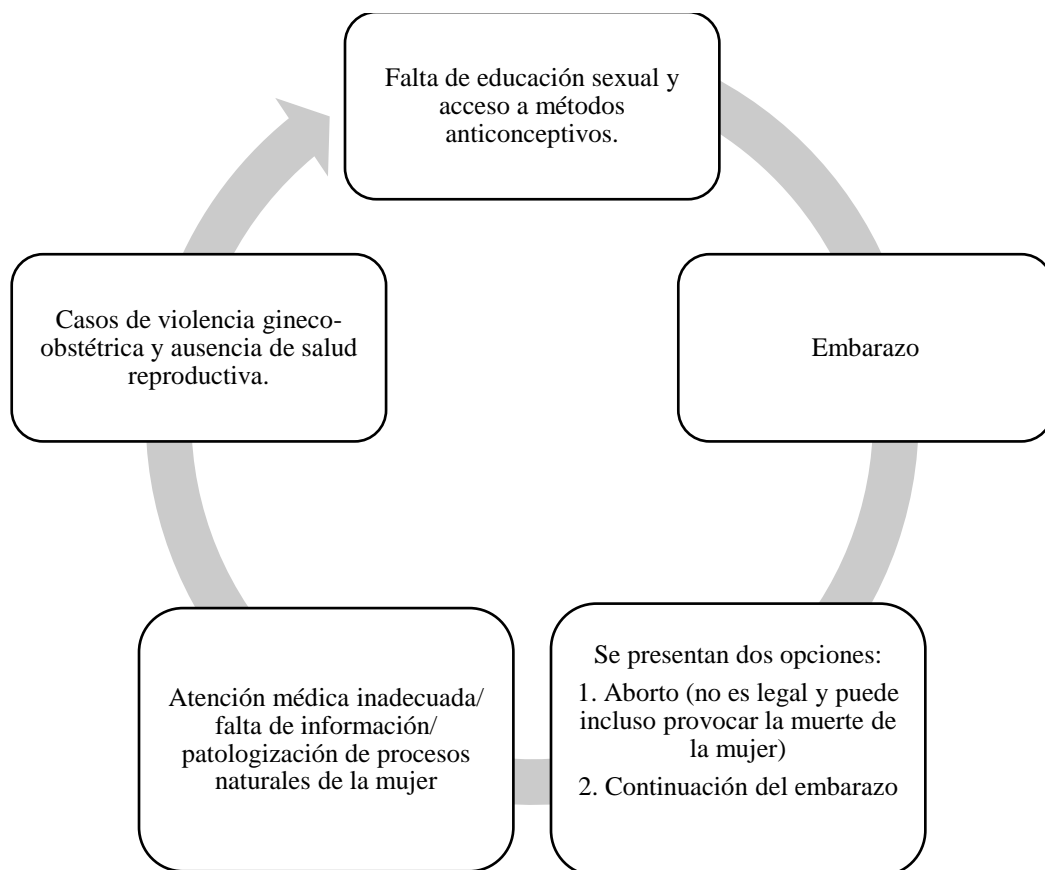 Falta de educación sexual y
acceso a métodos
anticonceptivos.
Embarazo
Se presentan dos opciones:
1. Aborto (no es legal y puede
incluso provocar la muerte de
la mujer)
2. Continuación del embarazo
Atención médica inadecuada/
falta de información/
patologización de procesos
naturales de la mujer
Casos de violencia gineco-
obstétrica y ausencia de salud
reproductiva.